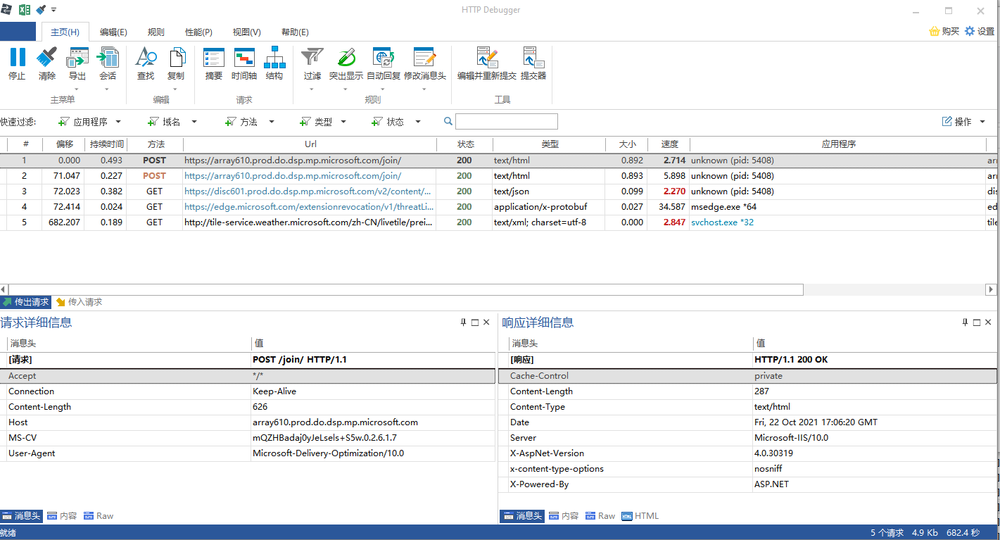 HTTP Debugger
主页(H) 编辑(E) 规则 性能(P) 视图(V) 帮助(E) 购买 设置
停止 清除 导出 会话 查找 复制 摘要 时间轴 结构 过滤 突出显示 自动回复 修改消息头 编辑并重新提交 提交器
主菜单 编辑 请求 规则 工具
快速过滤: 应用程序 域名 方法 类型 状态 操作
# 偏移 持续时间 方法 Url 状态 类型 大小 速度 应用程序
1 0.000 0.493 POST https://array610.prod.do.dsp.mp.microsoft.com/join/ 200 text/html 0.892 2.714 unknown (pid: 5408) arr
2 71.047 0.227 POST https://array610.prod.do.dsp.mp.microsoft.com/join/ 200 text/html 0.893 5.898 unknown (pid: 5408) arr
3 72.023 0.382 GET https://disc601.prod.do.dsp.mp.microsoft.com/v2/content/... 200 text/json 0.099 2.270 unknown (pid: 5408) dis
4 72.414 0.024 GET https://edge.microsoft.com/extensionrevocation/v1/threatLi... 200 application/x-protobuf 0.027 34.587 msedge.exe *64 ed
5 682.207 0.189 GET http://tile-service.weather.microsoft.com/zh-CN/livetile/prei... 200 text/xml; charset=utf-8 0.000 2.847 svchost.exe *32 tile
传出请求 传入请求
请求详细信息
消息头 值
[请求] POST /join/ HTTP/1.1
Accept */*
Connection Keep-Alive
Content-Length 626
Host array610.prod.do.dsp.mp.microsoft.com
MS-CV mQZHBadaj0yJeLsels+S5w.0.2.6.1.7
User-Agent Microsoft-Delivery-Optimization/10.0
消息头 内容 Raw
响应详细信息
消息头 值
[响应] HTTP/1.1 200 OK
Cache-Control private
Content-Length 287
Content-Type text/html
Date Fri, 22 Oct 2021 17:06:20 GMT
Server Microsoft-IIS/10.0
X-AspNet-Version 4.0.30319
x-content-type-options nosniff
X-Powered-By ASP.NET
消息头 内容 Raw HTML
就绪 5 个请求 4.9 Kb 682.4 秒